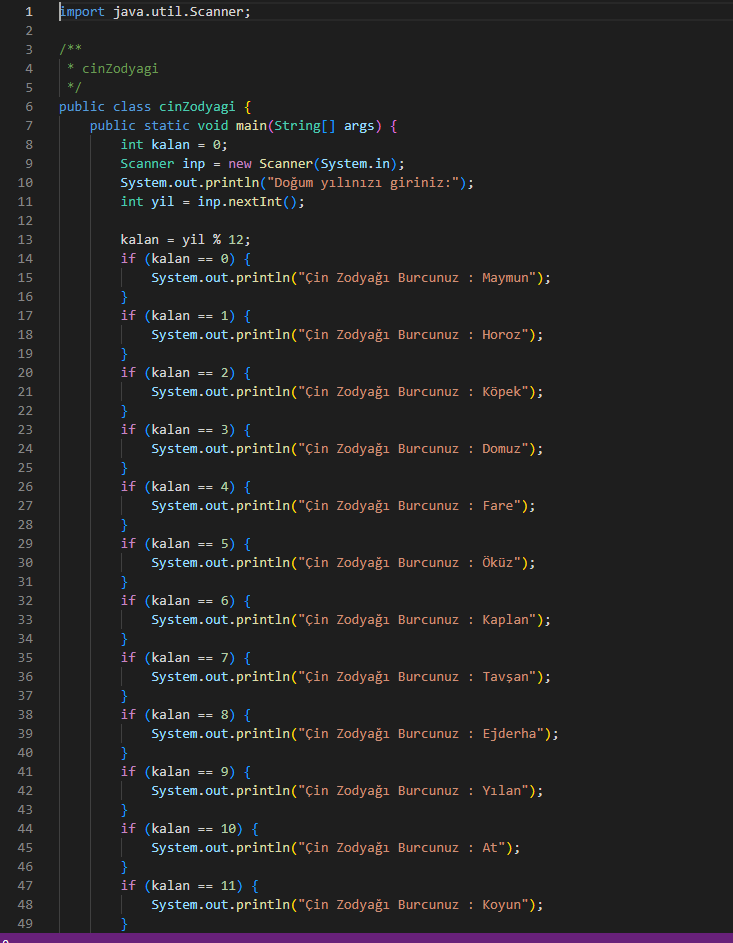 1 import java.util.Scanner;
2
3 /**
4  * cinZodyagi
5  */
6 public class cinZodyagi {
7     public static void main(String[] args) {
8         int kalan = 0;
9         Scanner inp = new Scanner(System.in);
10         System.out.println("Doğum yılınızı giriniz:");
11         int yil = inp.nextInt();
12
13         kalan = yil % 12;
14         if (kalan == 0) {
15             System.out.println("Çin Zodyağı Burcunuz : Maymun");
16         }
17         if (kalan == 1) {
18             System.out.println("Çin Zodyağı Burcunuz : Horoz");
19         }
20         if (kalan == 2) {
21             System.out.println("Çin Zodyağı Burcunuz : Köpek");
22         }
23         if (kalan == 3) {
24             System.out.println("Çin Zodyağı Burcunuz : Domuz");
25         }
26         if (kalan == 4) {
27             System.out.println("Çin Zodyağı Burcunuz : Fare");
28         }
29         if (kalan == 5) {
30             System.out.println("Çin Zodyağı Burcunuz : Öküz");
31         }
32         if (kalan == 6) {
33             System.out.println("Çin Zodyağı Burcunuz : Kaplan");
34         }
35         if (kalan == 7) {
36             System.out.println("Çin Zodyağı Burcunuz : Tavşan");
37         }
38         if (kalan == 8) {
39             System.out.println("Çin Zodyağı Burcunuz : Ejderha");
40         }
41         if (kalan == 9) {
42             System.out.println("Çin Zodyağı Burcunuz : Yılan");
43         }
44         if (kalan == 10) {
45             System.out.println("Çin Zodyağı Burcunuz : At");
46         }
47         if (kalan == 11) {
48             System.out.println("Çin Zodyağı Burcunuz : Koyun");
49         }